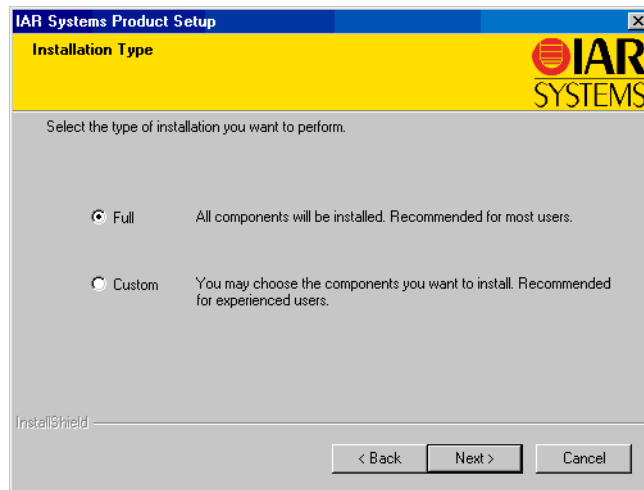 IAR Systems Product Setup
Installation Type
IAR
SYSTEMS
Select the type of installation you want to perform.
Full
All components will be installed. Recommended for most users.
Custom
You may choose the components you want to install. Recommended
for experienced users.
InstallShield
< Back
Next >
Cancel